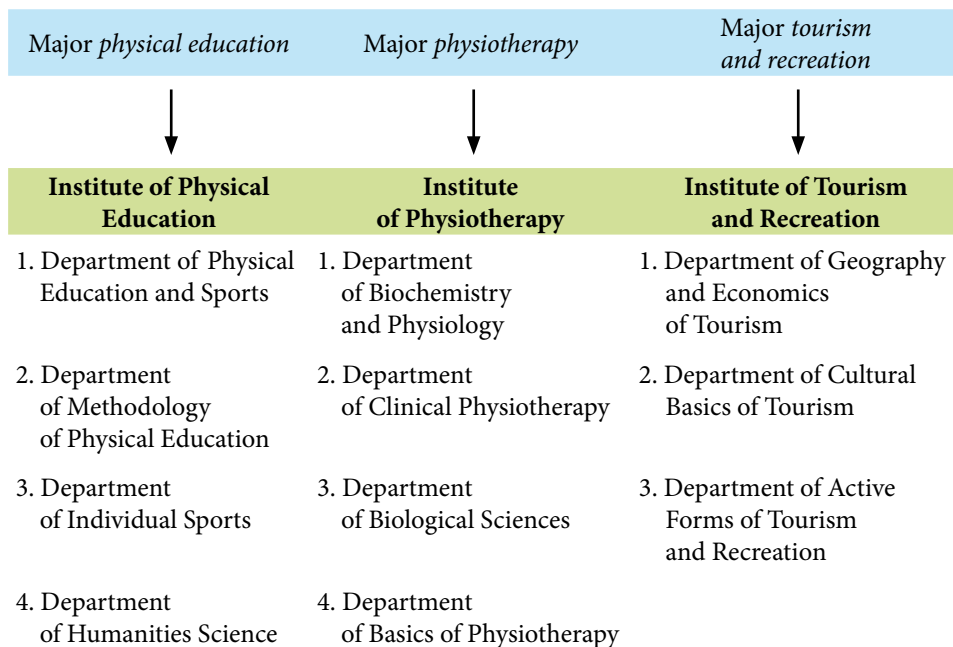 Major physical education
Major physiotherapy
Major tourism
and recreation
Institute of Physical
Education
Institute
of Physiotherapy
Institute of Tourism
and Recreation
1. Department of Physical
Education and Sports
2. Department
of Methodology
of Physical Education
3. Department
of Individual Sports
4. Department
of Humanities Science
1. Department
of Biochemistry
and Physiology
2. Department
of Clinical Physiotherapy
3. Department
of Biological Sciences
4. Department
of Basics of Physiotherapy
1. Department of Geography
and Economics
of Tourism
2. Department of Cultural
Basics of Tourism
3. Department of Active
Forms of Tourism
and Recreation